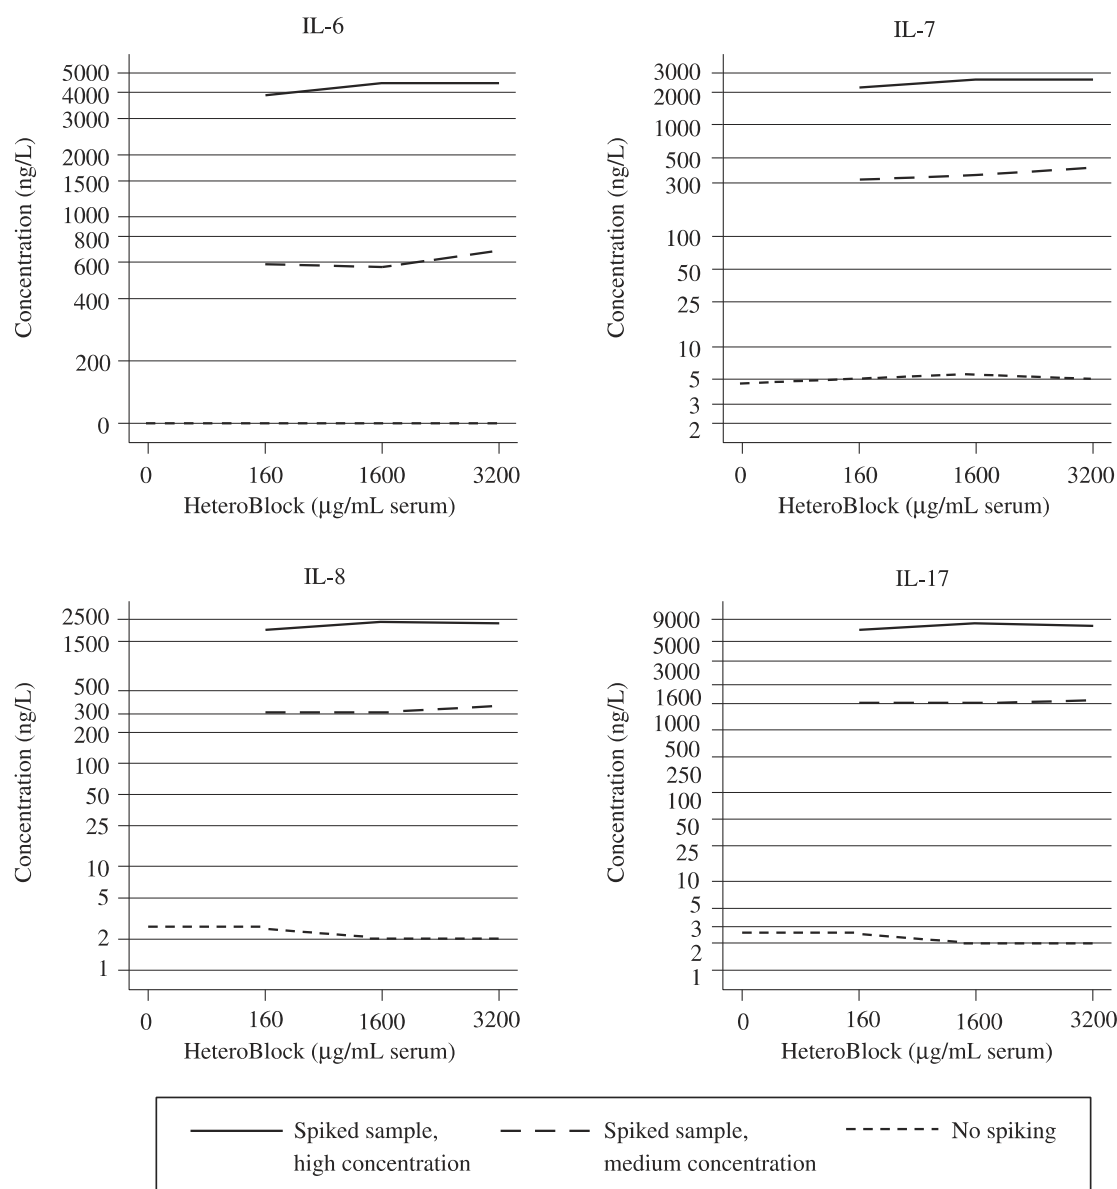 IL-6
5000
4000
3000
2000
1500
1000
800
600
400
200
0
Concentration (ng/L)
0 160 1600 3200
HeteroBlock (μg/mL serum)
IL-7
3000
2000
1000
500
300
100
50
25
10
5
3
2
Concentration (ng/L)
0 160 1600 3200
HeteroBlock (μg/mL serum)
IL-8
2500
1500
500
300
200
100
50
25
10
5
2
1
Concentration (ng/L)
0 160 1600 3200
HeteroBlock (μg/mL serum)
IL-17
9000
5000
3000
1600
1000
500
250
100
50
25
10
5
3
2
1
Concentration (ng/L)
0 160 1600 3200
HeteroBlock (μg/mL serum)
Spiked sample,
high concentration
Spiked sample,
medium concentration
No spiking